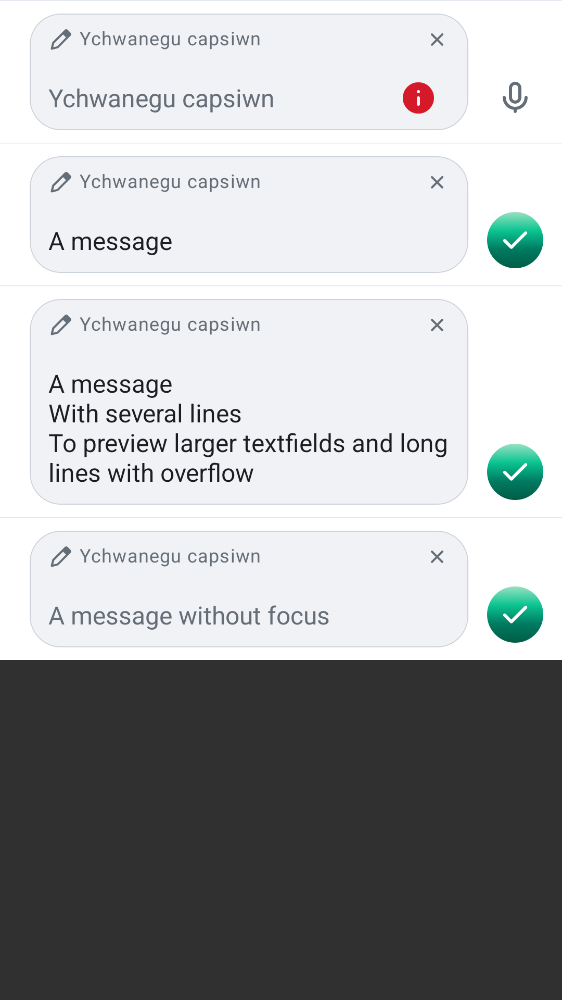 Ychwanegu capsiwn
Ychwanegu capsiwn
Ychwanegu capsiwn
A message
Ychwanegu capsiwn
A message
With several lines
To preview larger textfields and long
lines with overflow
Ychwanegu capsiwn
A message without focus